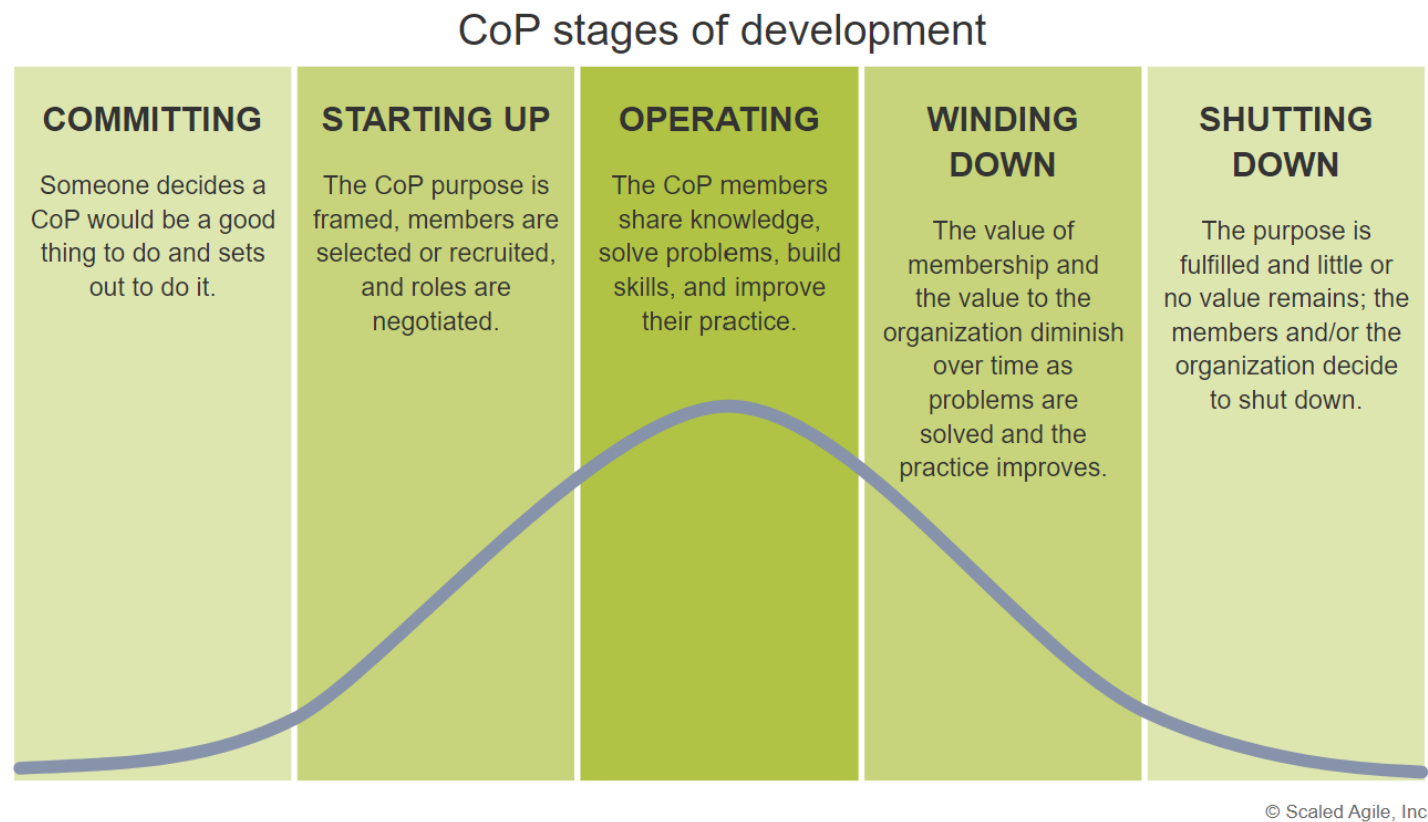 CoP stages of development
COMMITTING
Someone decides a
CoP would be a good
thing to do and sets
out to do it.
STARTING UP
The CoP purpose is
framed, members are
selected or recruited,
and roles are
negotiated.
OPERATING
The CoP members
share knowledge,
solve problems, build
skills, and improve
their practice.
WINDING
DOWN
The value of
membership and
the value to the
organization diminish
over time as
problems are
solved and the
practice improves.
SHUTTING
DOWN
The purpose is
fulfilled and little or
no value remains; the
members and/or the
organization decide
to shut down.
© Scaled Agile, Inc